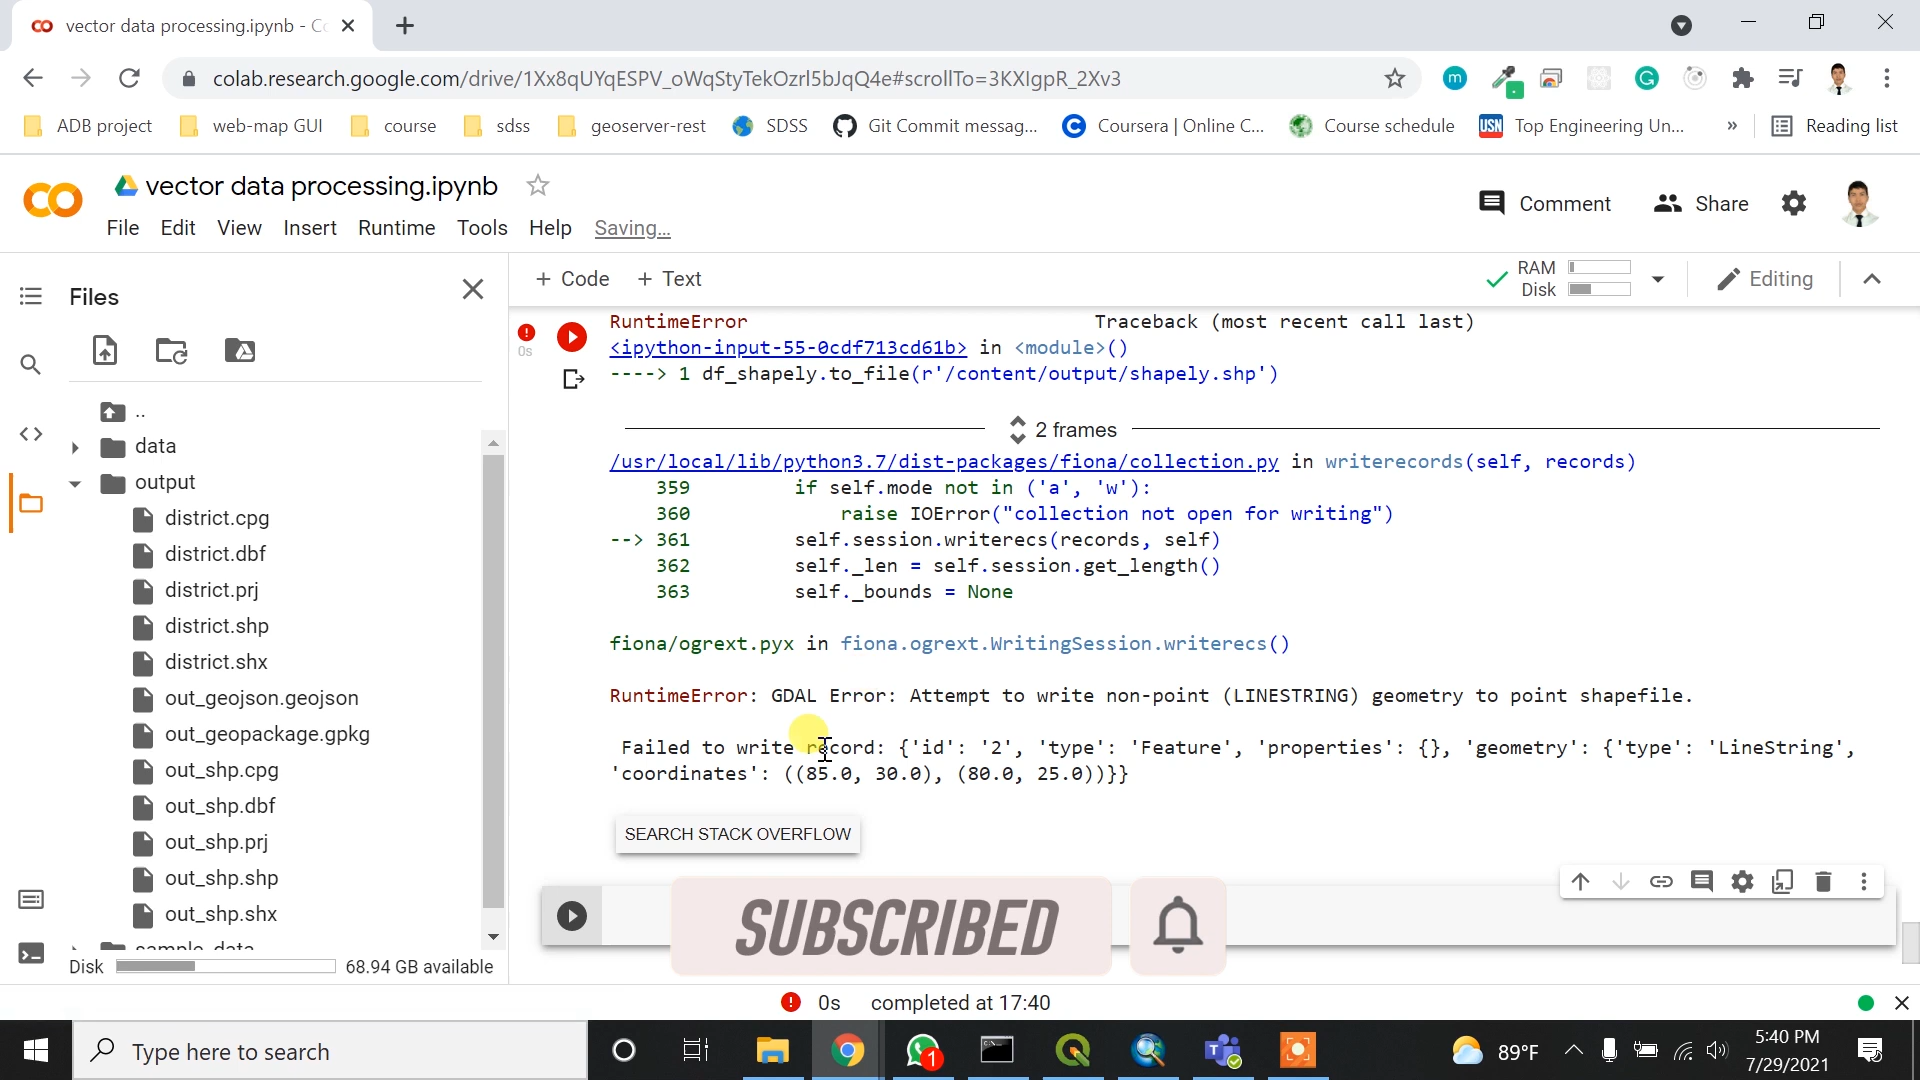 vector data processing.ipynb - Co
colab.research.google.com/drive/1Xx8qUYqESPV_oWqStyTekOzrl5bJqQ4e#scrollTo=3KXIgpR_2Xv3
m
ADB project
web-map GUI
course
sdss
geoserver-rest
SDSS
Git Commit messag...
Coursera | Online C...
Course schedule
USN
Top Engineering Un...
»
Reading list
vector data processing.ipynb
File Edit View Insert Runtime Tools Help Saving...
Comment
Share
+ Code + Text
RAM
Disk
Editing
Files
..
data
output
district.cpg
district.dbf
district.prj
district.shp
district.shx
out_geojson.geojson
out_geopackage.gpkg
out_shp.cpg
out_shp.dbf
out_shp.prj
out_shp.shp
out_shp.shx
sample_data
Disk 68.94 GB available
0s
RuntimeError Traceback (most recent call last)
<ipython-input-55-0cdf713cd61b> in <module>()
----> 1 df_shapely.to_file(r'/content/output/shapely.shp')
2 frames
/usr/local/lib/python3.7/dist-packages/fiona/collection.py in writerecords(self, records)
359 if self.mode not in ('a', 'w'):
360 raise IOError("collection not open for writing")
--> 361 self.session.writerecs(records, self)
362 self._len = self.session.get_length()
363 self._bounds = None
fiona/ogrext.pyx in fiona.ogrext.WritingSession.writerecs()
RuntimeError: GDAL Error: Attempt to write non-point (LINESTRING) geometry to point shapefile.
Failed to write record: {'id': '2', 'type': 'Feature', 'properties': {}, 'geometry': {'type': 'LineString',
'coordinates': ((85.0, 30.0), (80.0, 25.0))}}
SEARCH STACK OVERFLOW
SUBSCRIBED
0s completed at 17:40
Type here to search
1
89°F
5:40 PM
7/29/2021